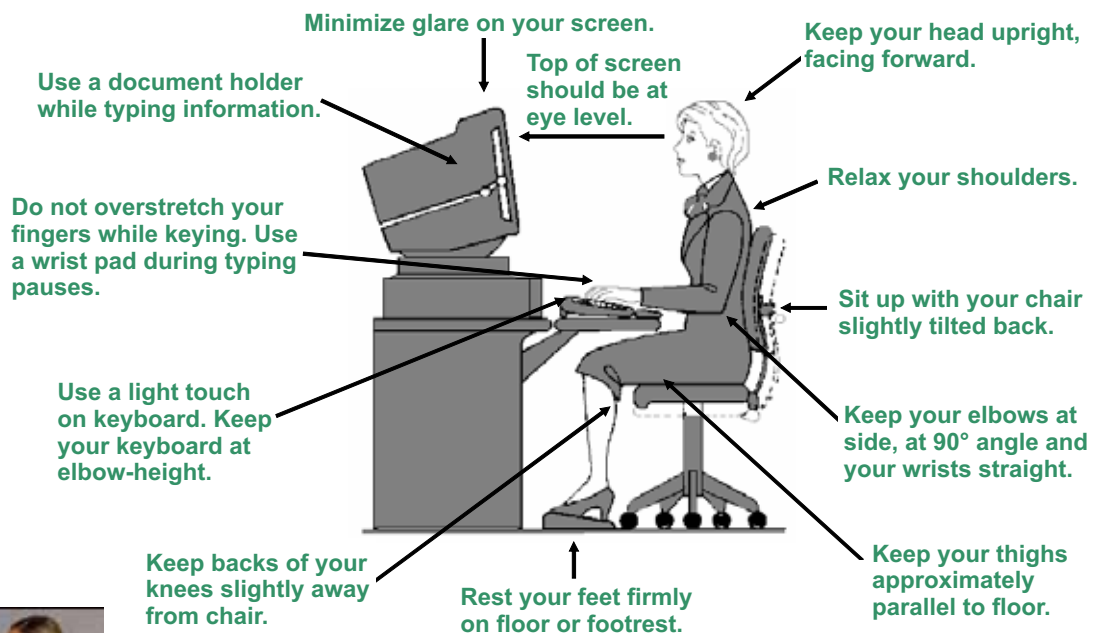 Minimize glare on your screen.
Keep your head upright,
facing forward.
Top of screen
should be at
eye level.
Use a document holder
while typing information.
Relax your shoulders.
Do not overstretch your
fingers while keying. Use
a wrist pad during typing
pauses.
Sit up with your chair
slightly tilted back.
Use a light touch
on keyboard. Keep
your keyboard at
elbow-height.
Keep your elbows at
side, at 90° angle and
your wrists straight.
Keep backs of your
knees slightly away
from chair.
Rest your feet firmly
on floor or footrest.
Keep your thighs
approximately
parallel to floor.